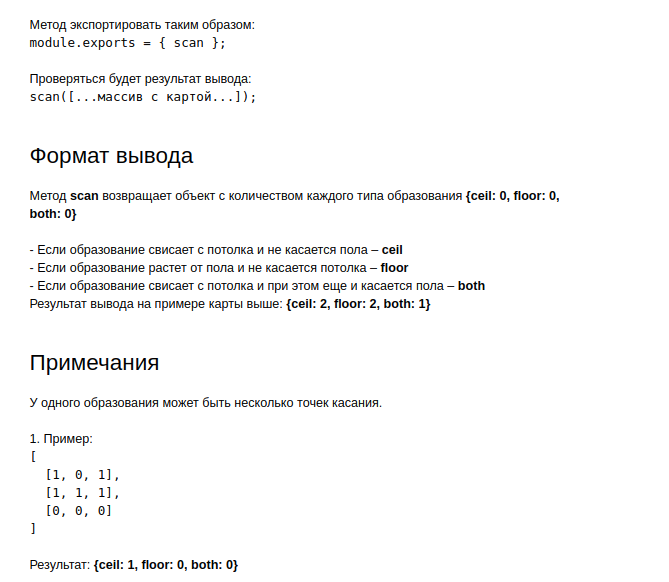 Метод экспортировать таким образом:
module.exports = { scan };
Проверяться будет результат вывода:
scan([...массив с картой...]);
Формат вывода
Метод scan возвращает объект с количеством каждого типа образования {ceil: 0, floor: 0,
both: 0}
- Если образование свисает с потолка и не касается пола – ceil
- Если образование растет от пола и не касается потолка – floor
- Если образование свисает с потолка и при этом еще и касается пола – both
Результат вывода на примере карты выше: {ceil: 2, floor: 2, both: 1}
Примечания
У одного образования может быть несколько точек касания.
1. Пример:
[
[1, 0, 1],
[1, 1, 1],
[0, 0, 0]
]
Результат: {ceil: 1, floor: 0, both: 0}